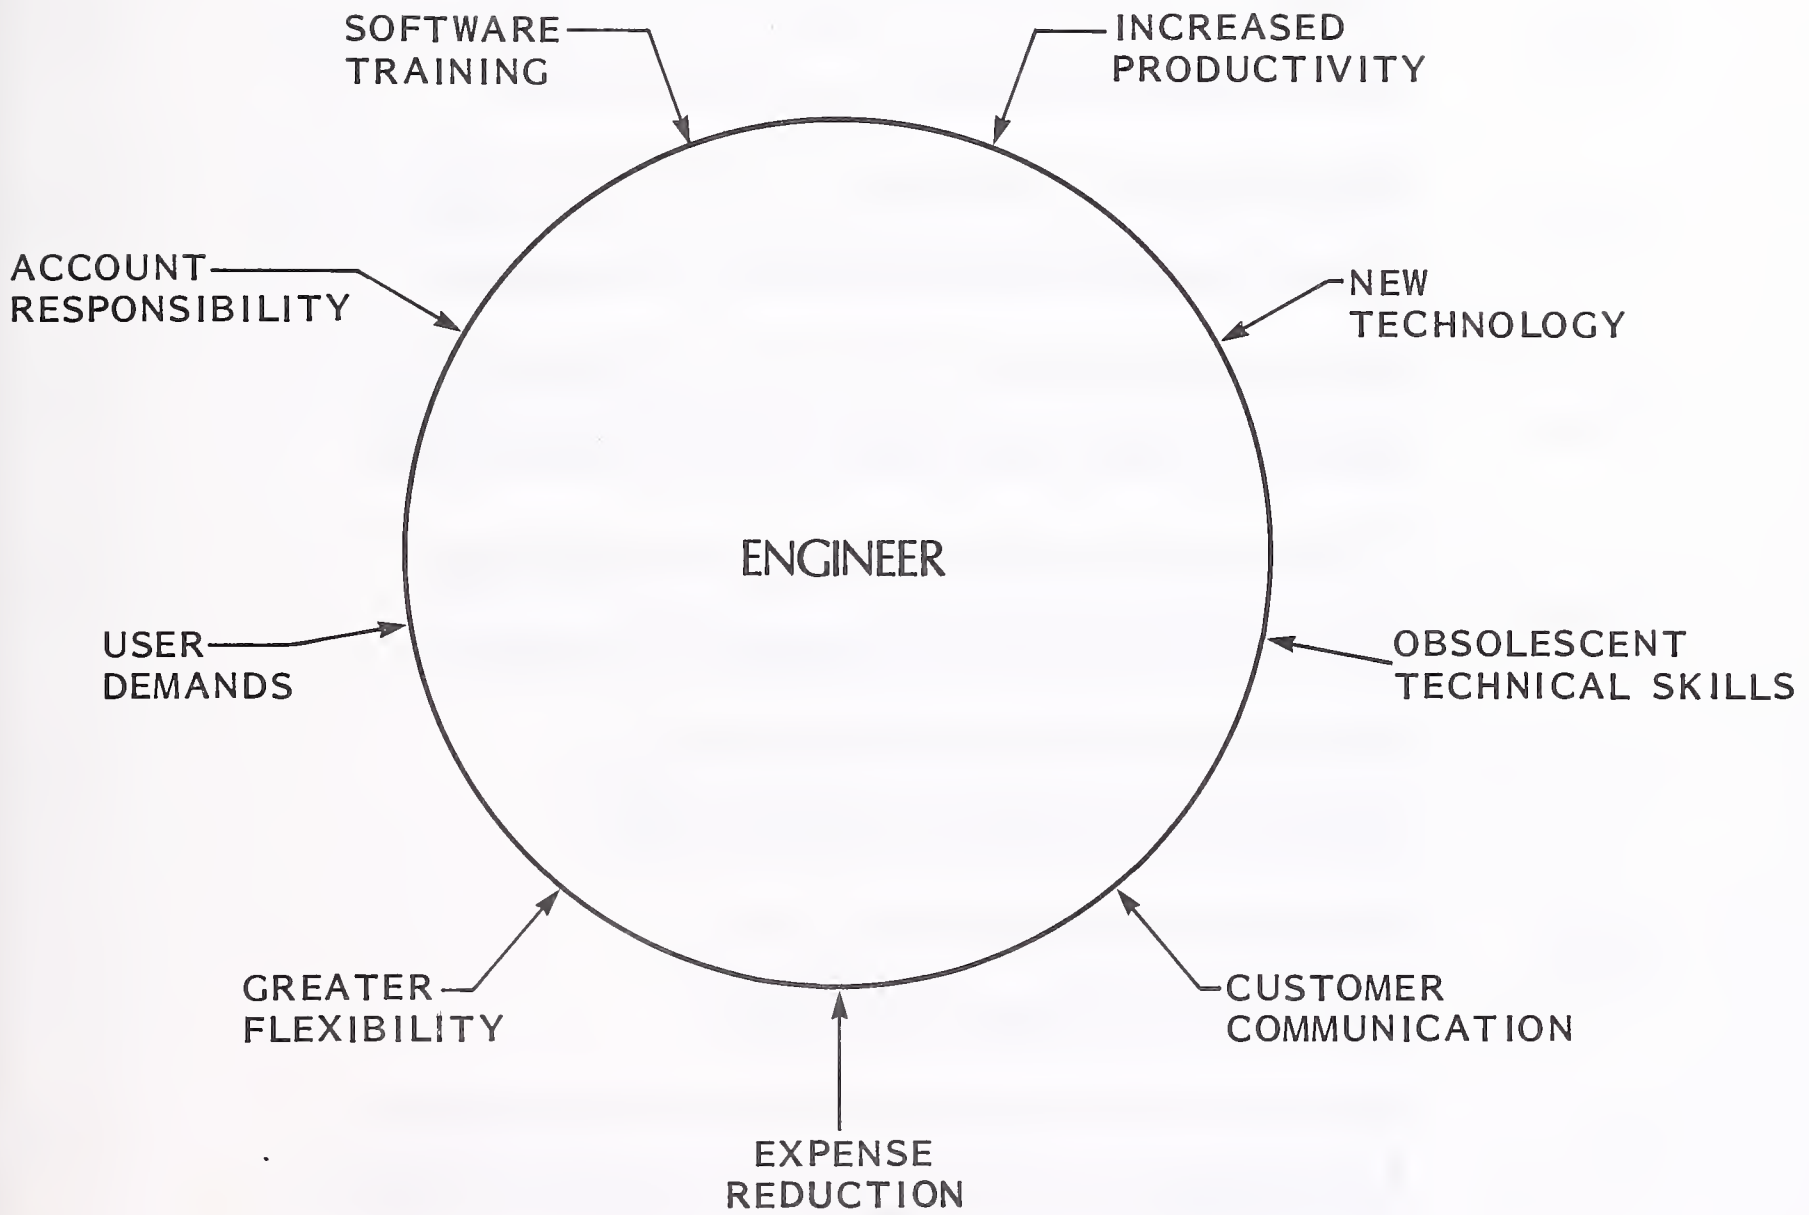 SOFTWARE
TRAINING
INCREASED
PRODUCTIVITY
ACCOUNT
RESPONSIBILITY
NEW
TECHNOLOGY
ENGINEER
USER
DEMANDS
OBSOLESCENT
TECHNICAL SKILLS
GREATER
FLEXIBILITY
CUSTOMER
COMMUNICATION
EXPENSE
REDUCTION